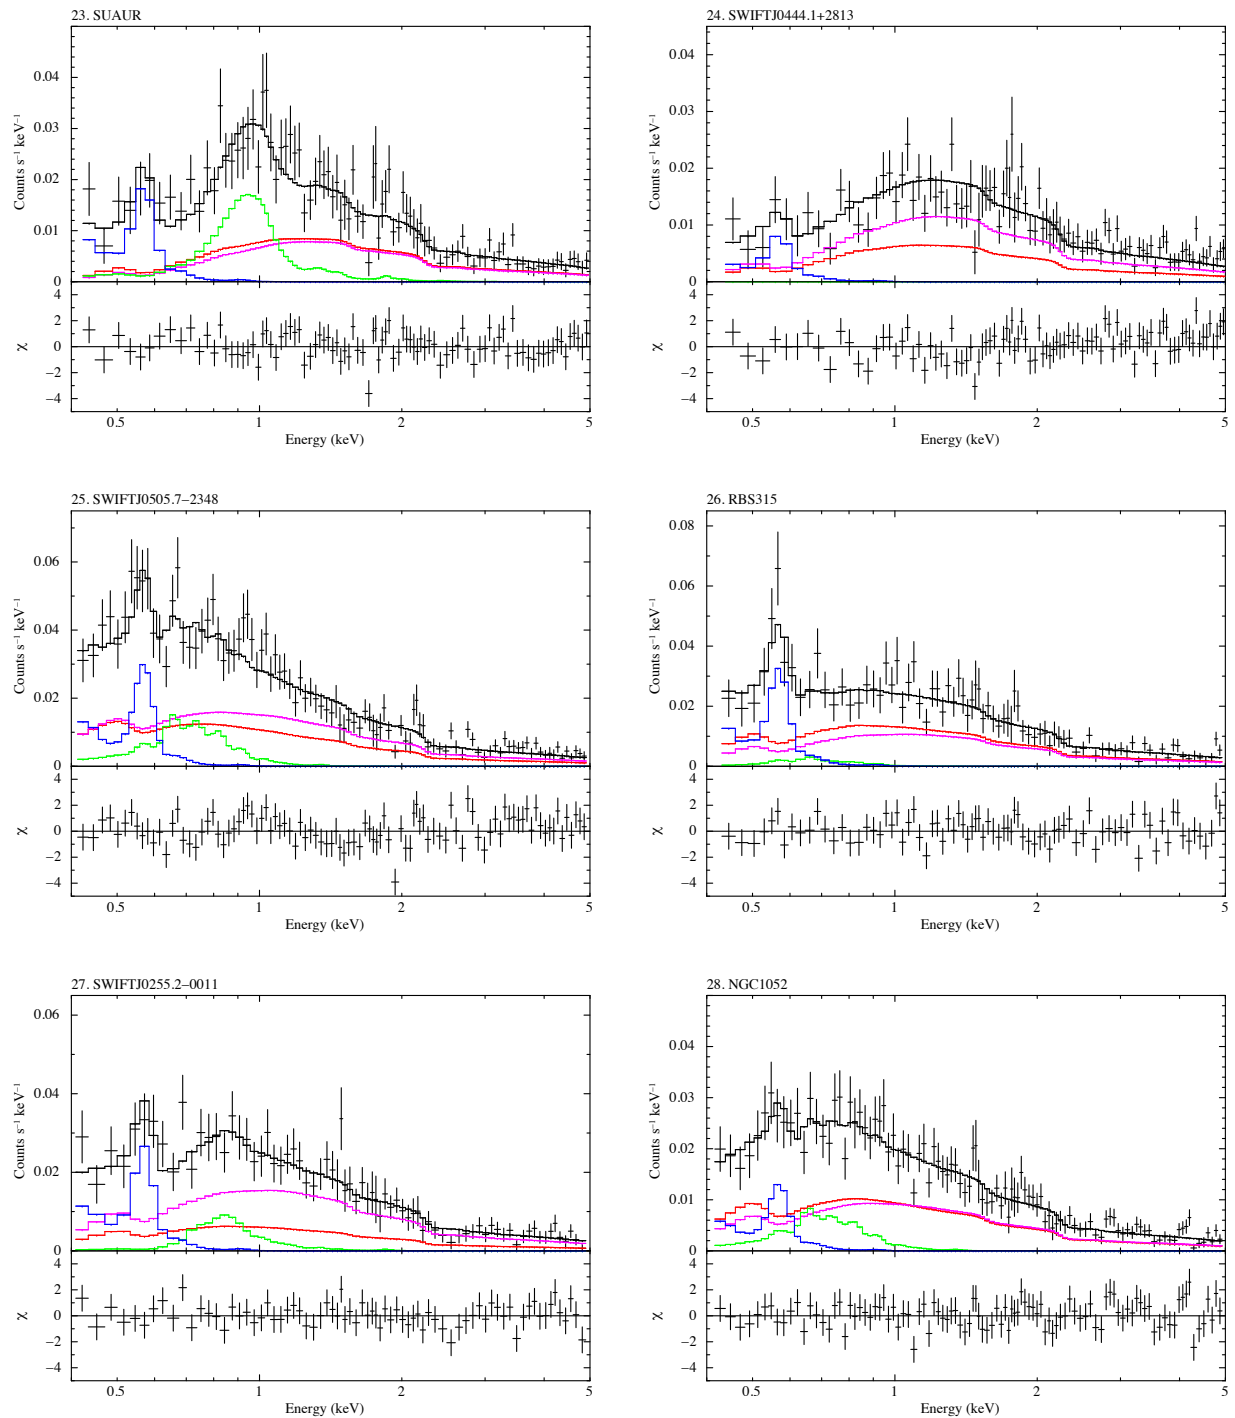 23. SUAUR
0.04
0.03
0.02
0.01
0
Counts s⁻¹ keV⁻¹
4
2
0
−2
−4
χ
0.5 1 2 5
Energy (keV)
24. SWIFTJ0444.1+2813
0.04
0.03
0.02
0.01
0
Counts s⁻¹ keV⁻¹
4
2
0
−2
−4
χ
0.5 1 2 5
Energy (keV)
25. SWIFTJ0505.7−2348
0.06
0.04
0.02
0
Counts s⁻¹ keV⁻¹
4
2
0
−2
−4
χ
0.5 1 2 5
Energy (keV)
26. RBS315
0.08
0.06
0.04
0.02
0
Counts s⁻¹ keV⁻¹
4
2
0
−2
−4
χ
0.5 1 2 5
Energy (keV)
27. SWIFTJ0255.2−0011
0.06
0.04
0.02
0
Counts s⁻¹ keV⁻¹
4
2
0
−2
−4
χ
0.5 1 2 5
Energy (keV)
28. NGC1052
0.04
0.03
0.02
0.01
0
Counts s⁻¹ keV⁻¹
4
2
0
−2
−4
χ
0.5 1 2 5
Energy (keV)